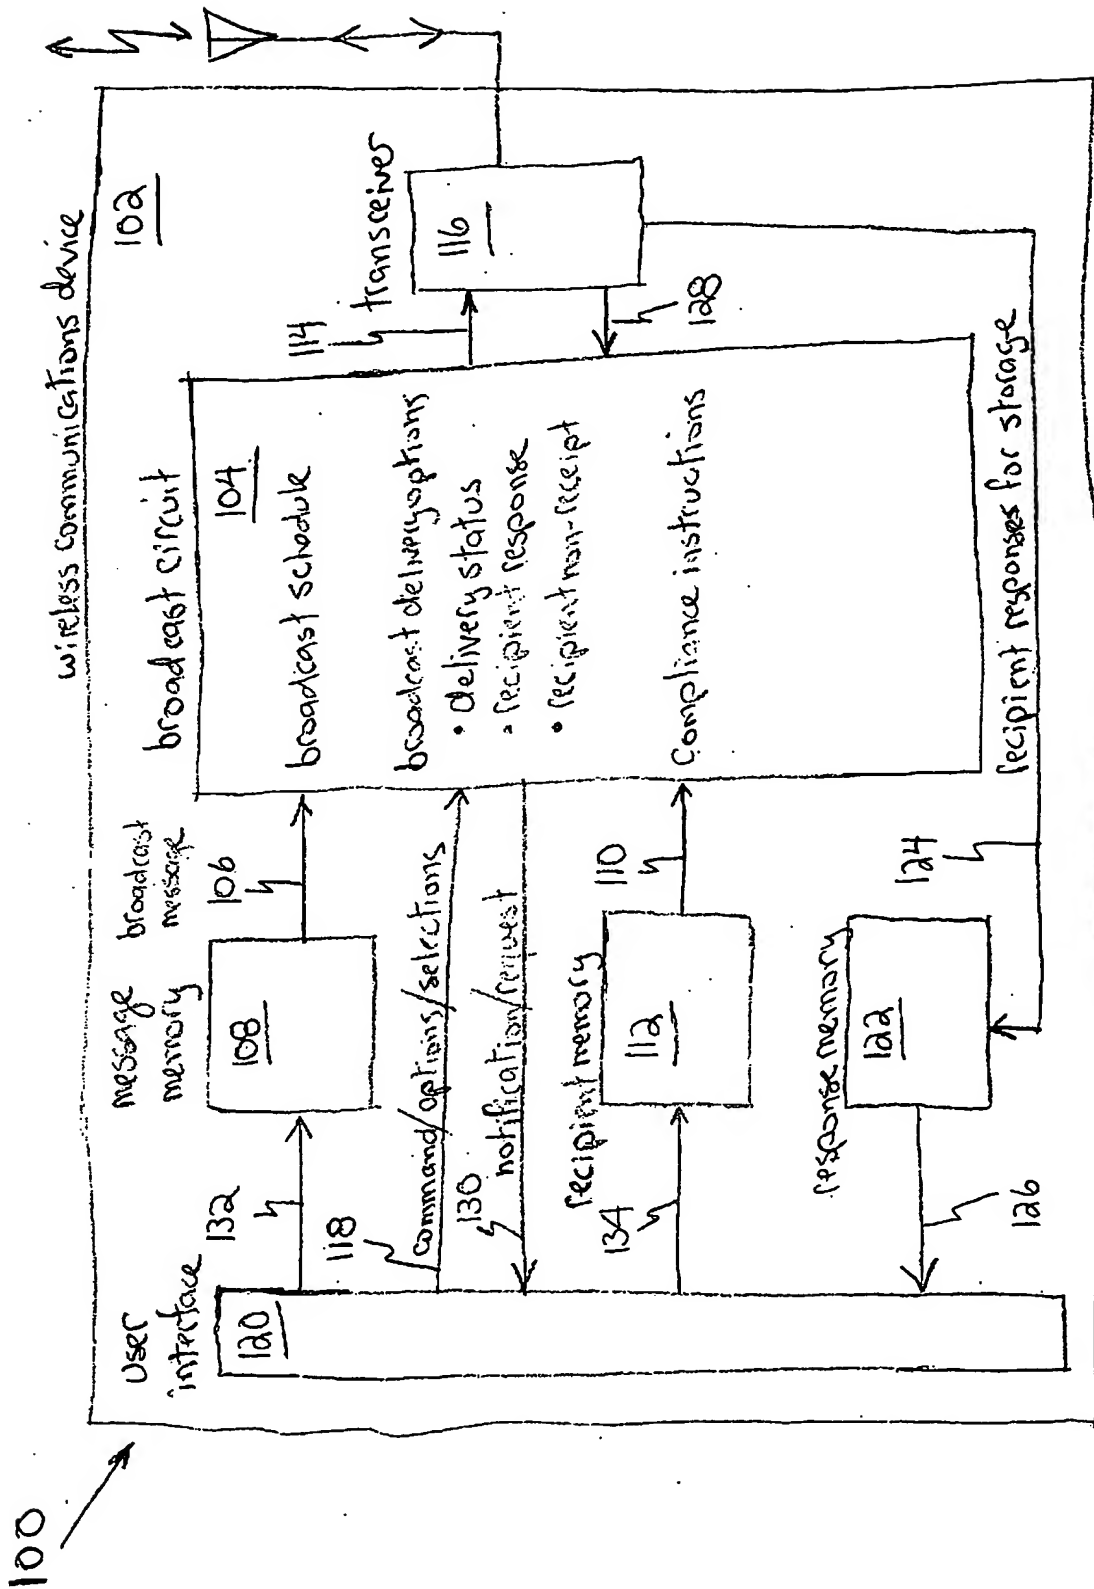 100
wireless communications device
102
User
interface
120
132
message
memory
108
broadcast
message
106
broadcast circuit
104
broadcast schedule
broadcast delivery options
• delivery status
• recipient response
• recipient non-receipt
Compliance instructions
114
transceiver
116
128
118
command/options/selections
130
notification/request
134
recipient memory
112
110
response memory
122
124
126
recipient responses for storage